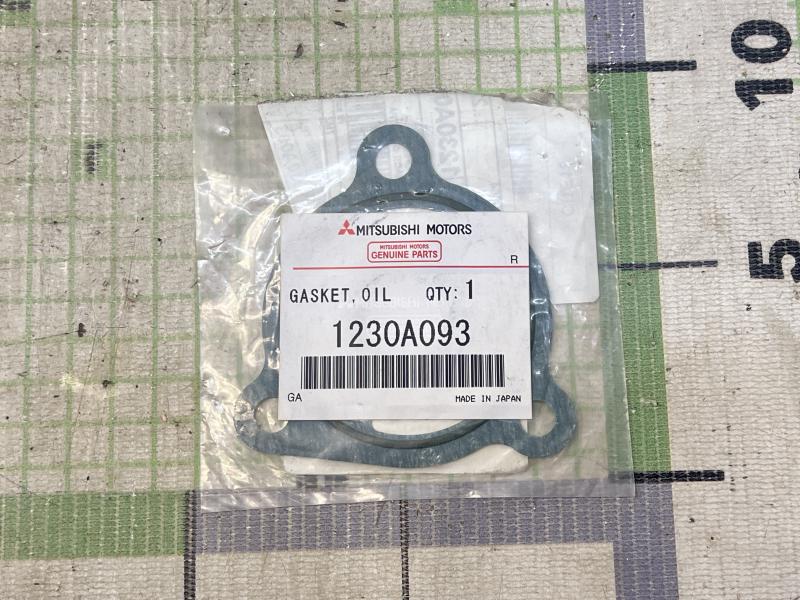 10
MITSUBISHI MOTORS
MITSUBISHI MOTORS
GENUINE PARTS
R
5
GASKET, OIL QTY: 1
1230A093
GA
MADE IN JAPAN